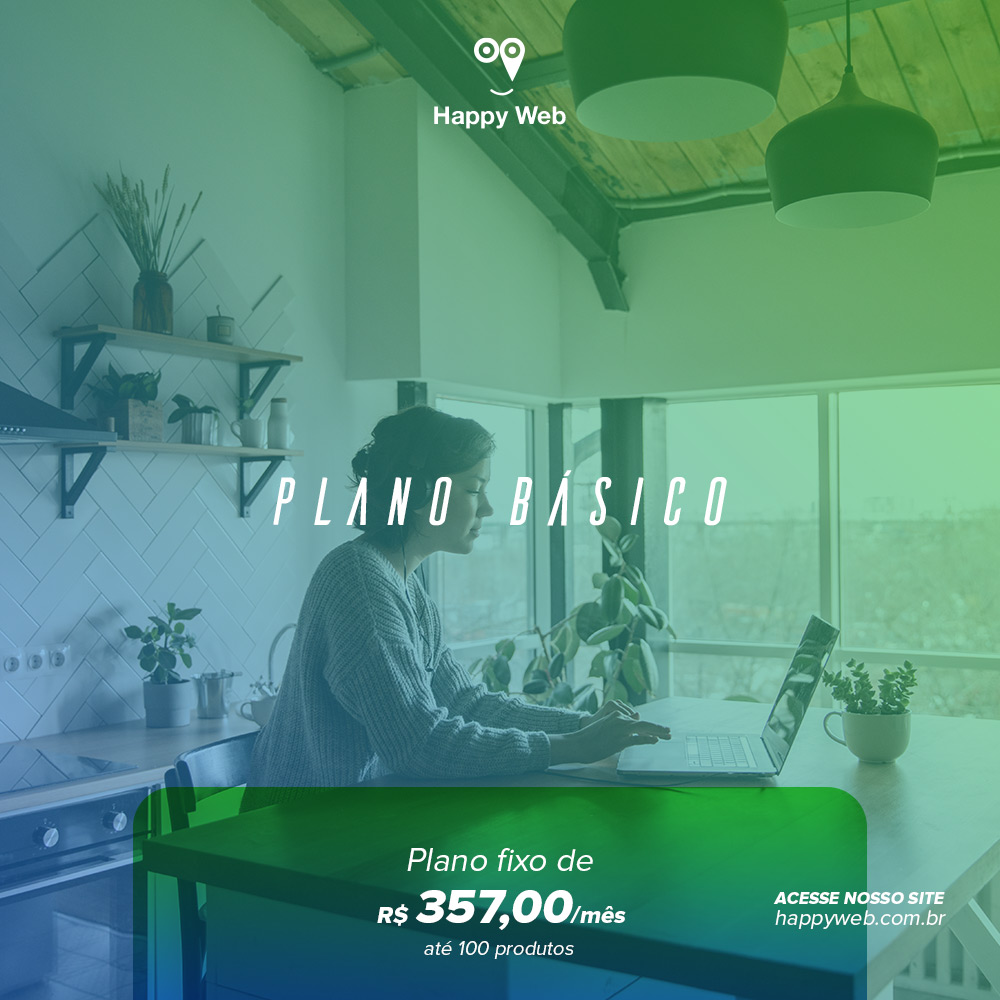 Happy Web
PLANO BÁSICO
Plano fixo de
R$ 357,00/mês
até 100 produtos
ACESSE NOSSO SITE
happyweb.com.br